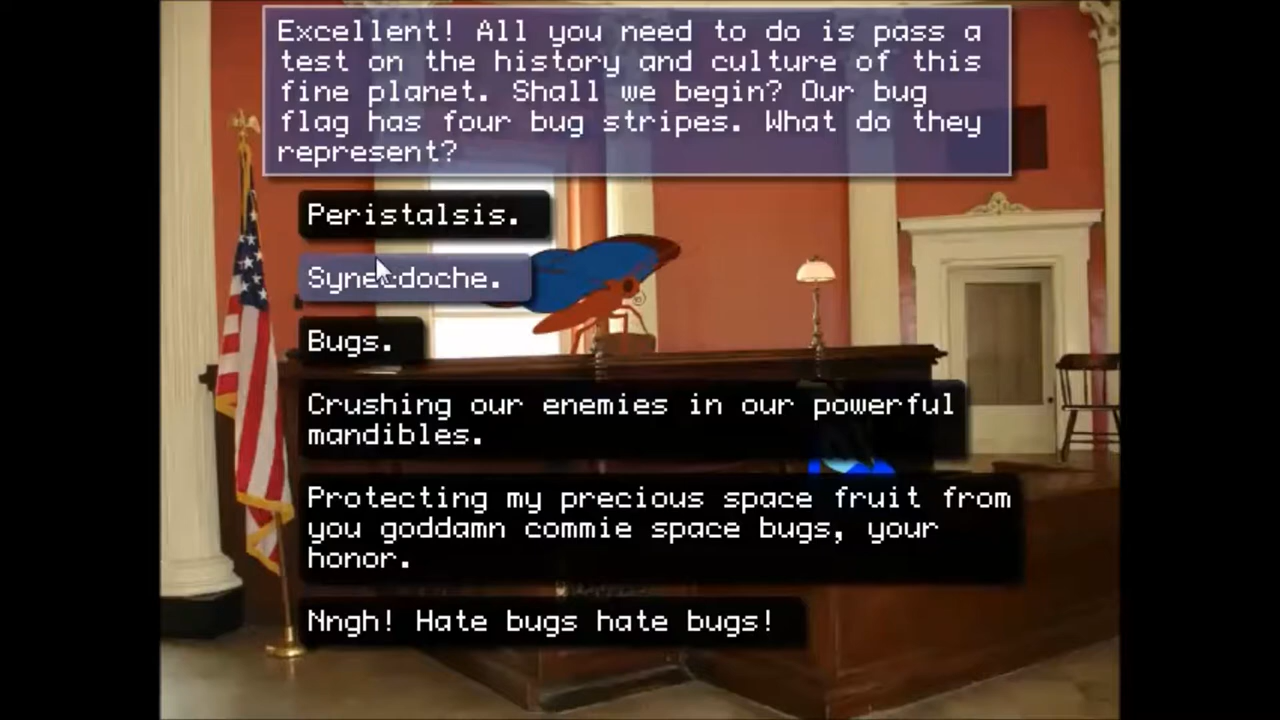 Excellent! All you need to do is pass a
test on the history and culture of this
fine planet. Shall we begin? Our bug
flag has four bug stripes. What do they
represent?
Peristalsis.
Synecdoche.
Bugs.
Crushing our enemies in our powerful
mandibles.
Protecting my precious space fruit from
you goddamn commie space bugs, your
honor.
Nngh! Hate bugs hate bugs!